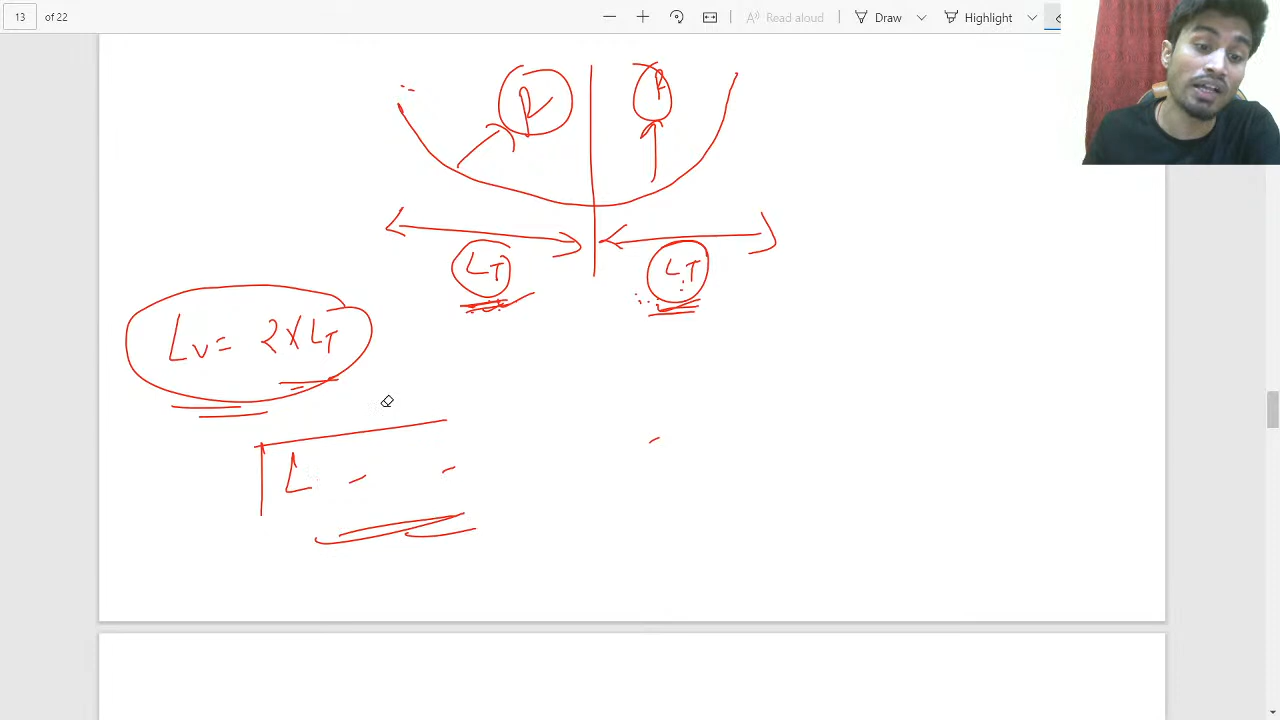 13 of 22 Read aloud Draw Highlight
R R
LT LT
Lv = 2 x LT
L - -